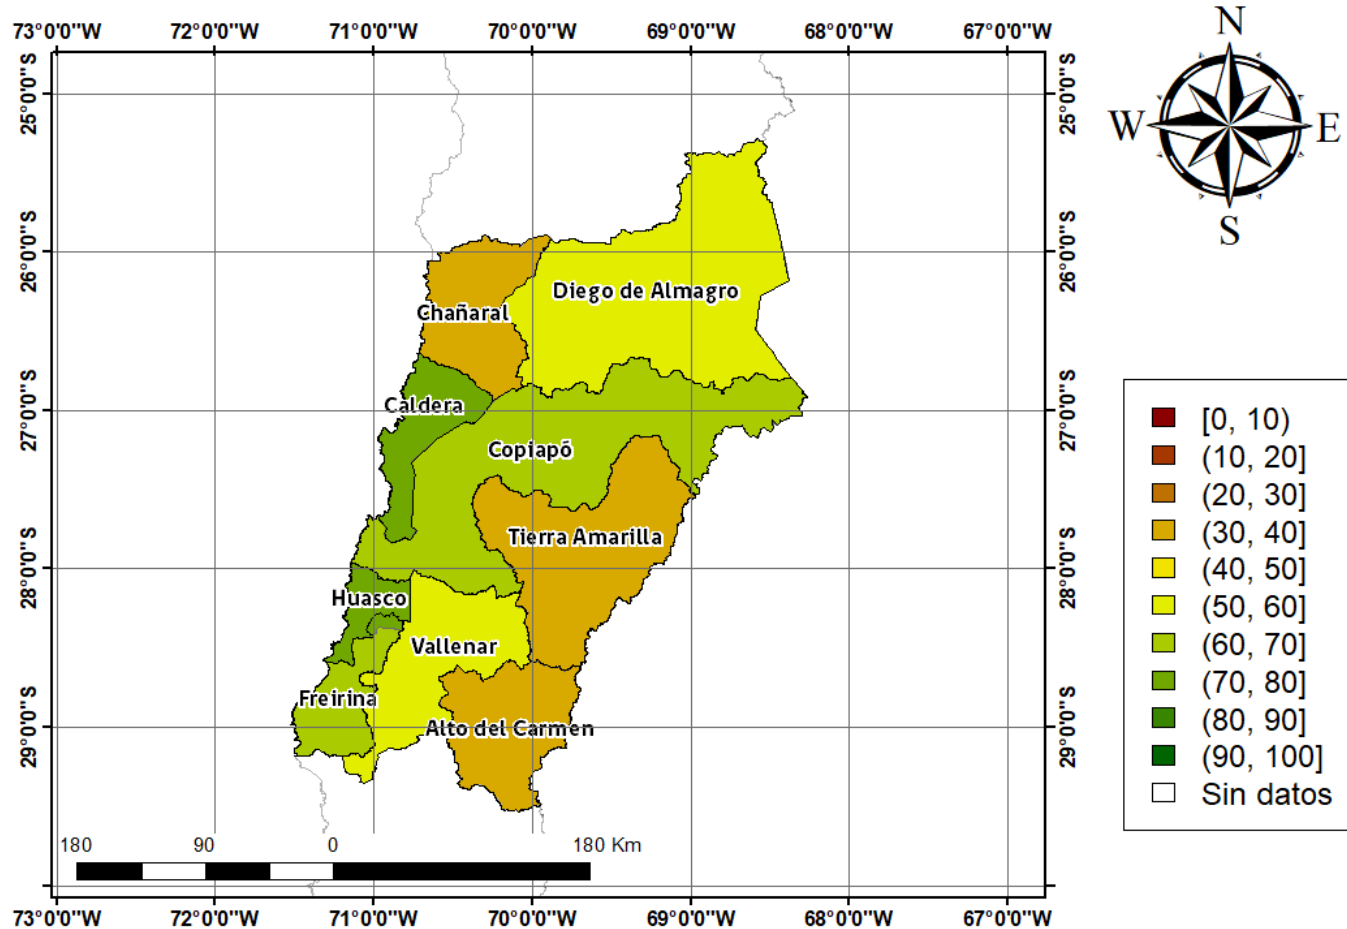 73°0'0"W 72°0'0"W 71°0'0"W 70°0'0"W 69°0'0"W 68°0'0"W 67°0'0"W
N
W E
S
25°0'0"S 25°0'0"S
26°0'0"S 26°0'0"S
27°0'0"S 27°0'0"S
28°0'0"S 28°0'0"S
29°0'0"S 29°0'0"S
Diego de Almagro
Chañaral
Caldera
Copiapó
Tierra Amarilla
Huasco
Vallenar
Freirina
Alto del Carmen
[0, 10)
(10, 20]
(20, 30]
(30, 40]
(40, 50]
(50, 60]
(60, 70]
(70, 80]
(80, 90]
(90, 100]
Sin datos
180 90 0 180 Km
73°0'0"W 72°0'0"W 71°0'0"W 70°0'0"W 69°0'0"W 68°0'0"W 67°0'0"W